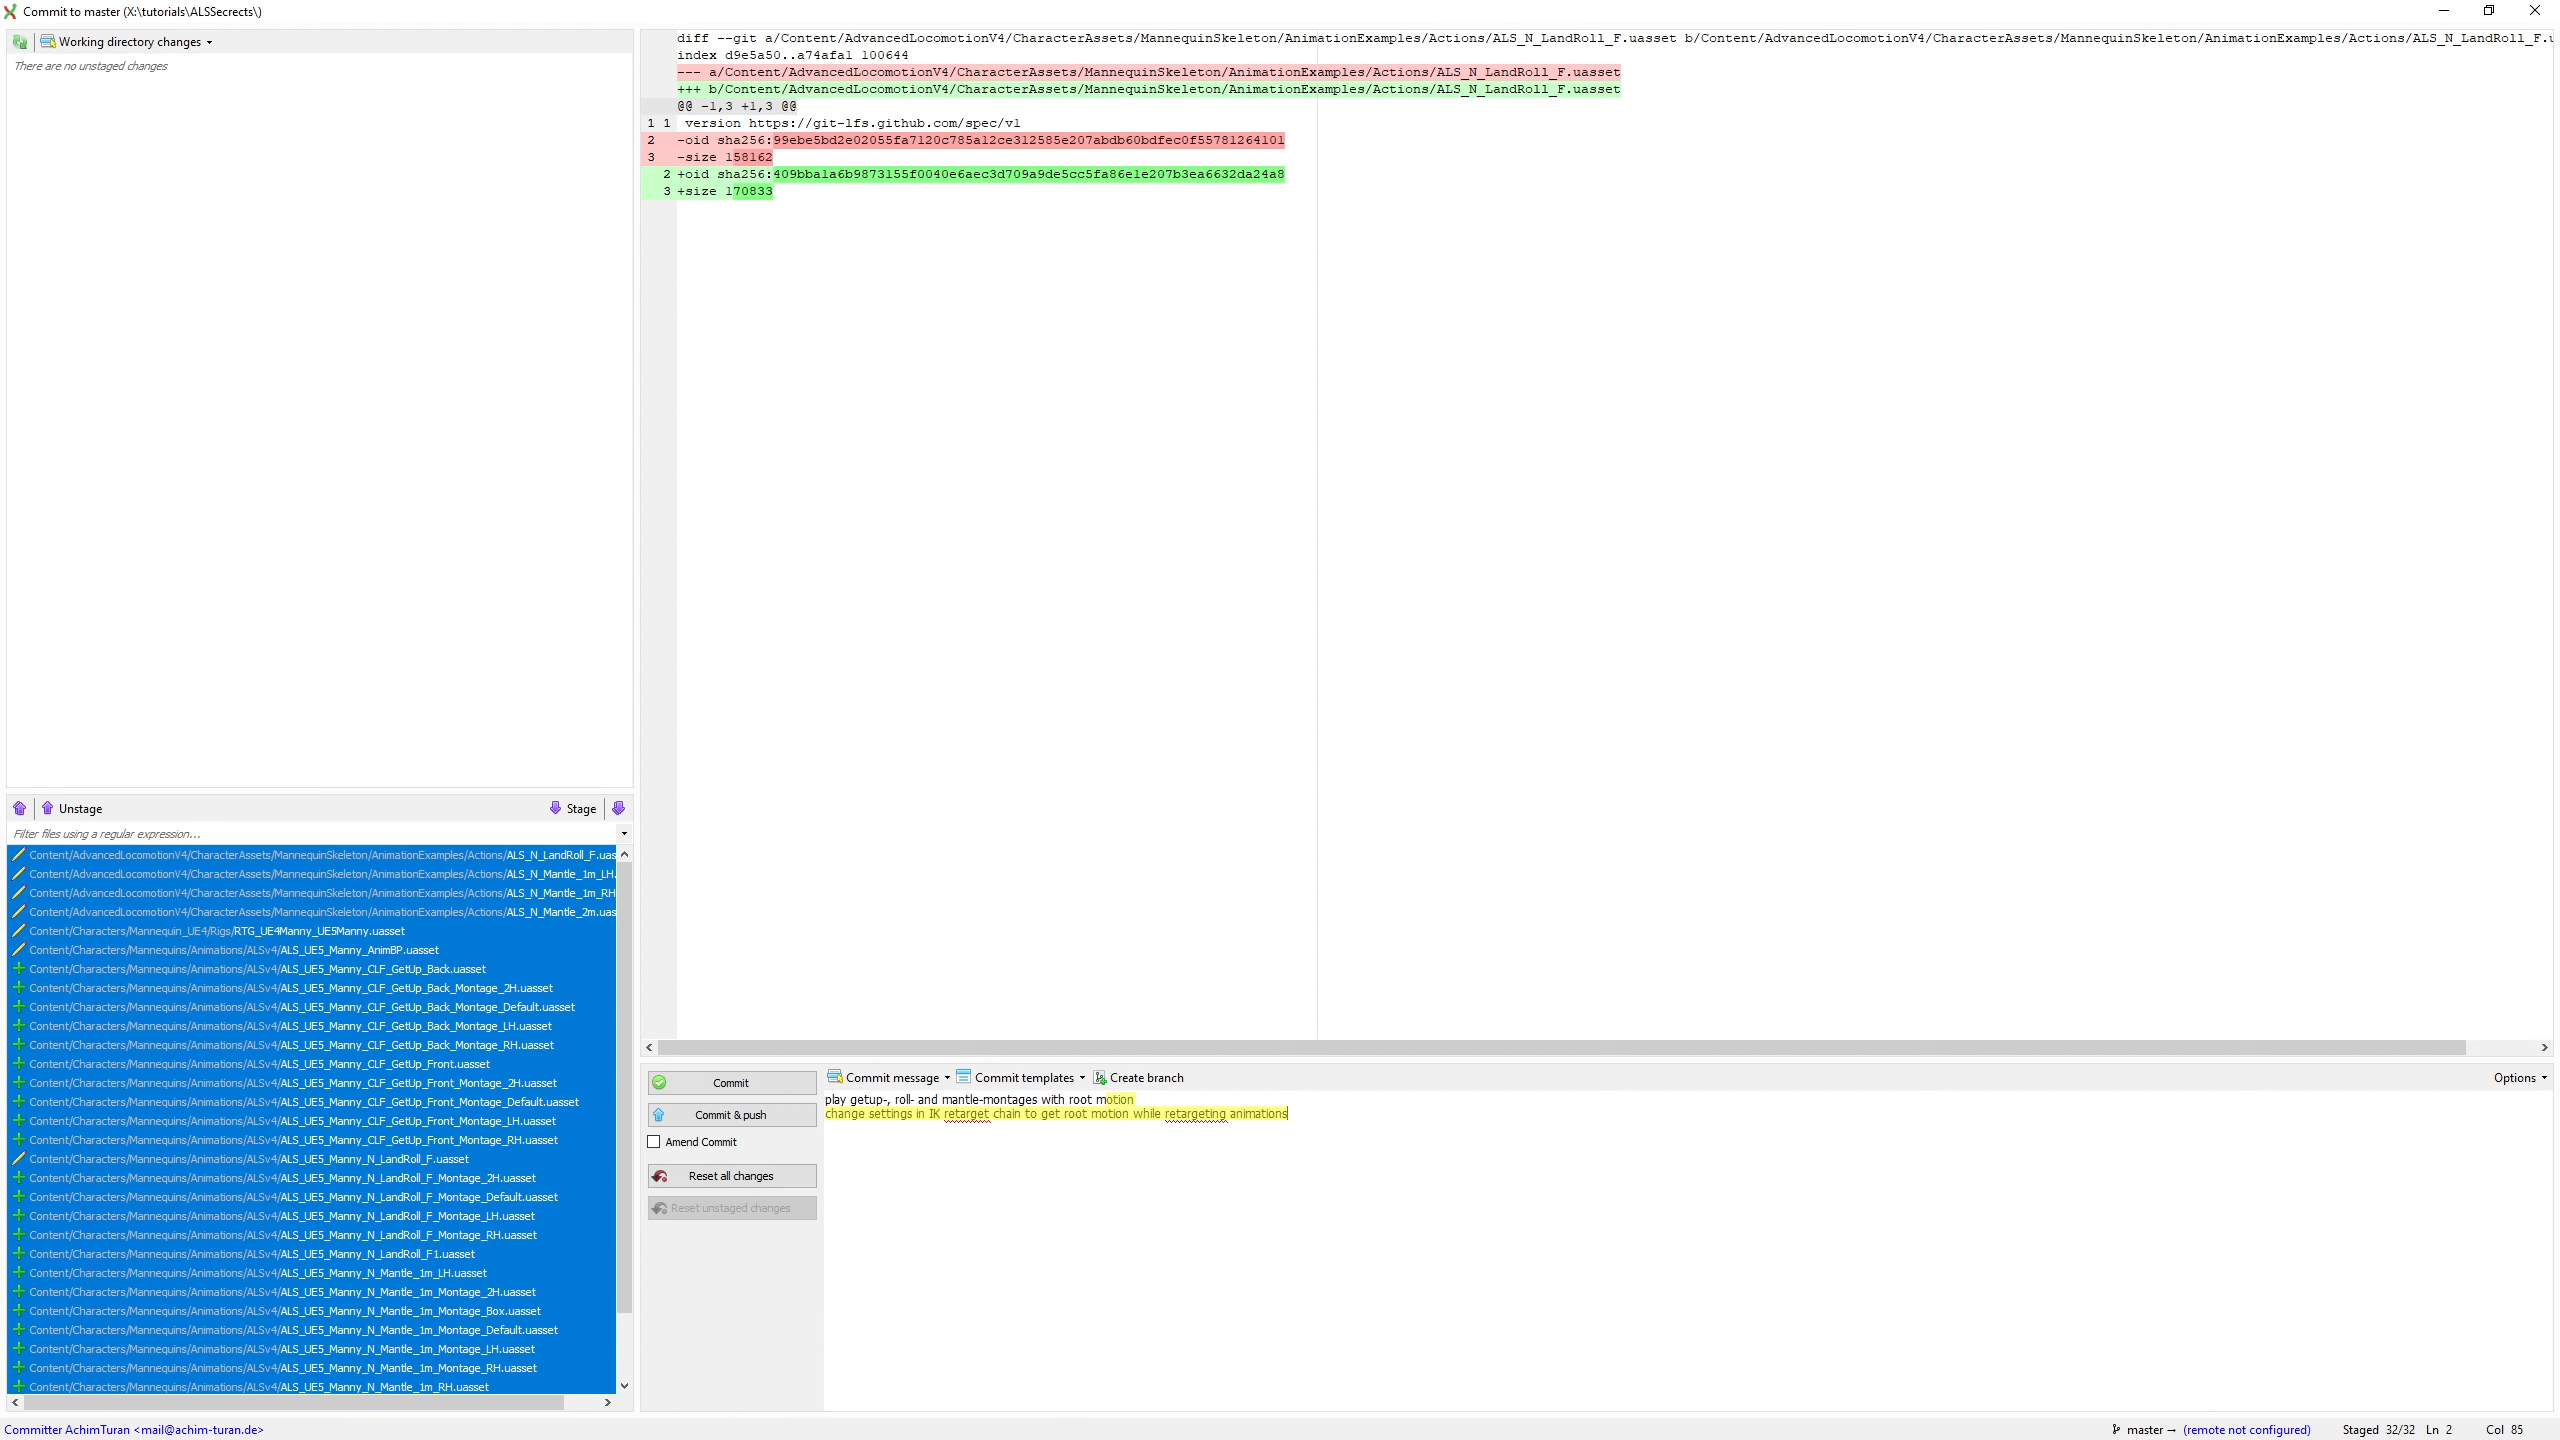 Commit to master (X:\tutorials\ALSSecrects\)
Working directory changes
There are no unstaged changes
diff --git a/Content/AdvancedLocomotionV4/CharacterAssets/MannequinSkeleton/AnimationExamples/Actions/ALS_N_LandRoll_F.uasset b/Content/AdvancedLocomotionV4/CharacterAssets/MannequinSkeleton/AnimationExamples/Actions/ALS_N_LandRoll_F.u
index d9e5a50..a74afa1 100644
--- a/Content/AdvancedLocomotionV4/CharacterAssets/MannequinSkeleton/AnimationExamples/Actions/ALS_N_LandRoll_F.uasset
+++ b/Content/AdvancedLocomotionV4/CharacterAssets/MannequinSkeleton/AnimationExamples/Actions/ALS_N_LandRoll_F.uasset
@@ -1,3 +1,3 @@
1 1 version https://git-lfs.github.com/spec/v1
2 -oid sha256:99ebe5bd2e02055fa7120c785a12ce312585e207abdb60bdfec0f55781264101
3 -size 158162
2 +oid sha256:409bba1a6b9873155f0040e6aec3d709a9de5cc5fa86e1e207b3ea6632da24a8
3 +size 170833
Unstage
Stage
Filter files using a regular expression...
Content/AdvancedLocomotionV4/CharacterAssets/MannequinSkeleton/AnimationExamples/Actions/ALS_N_LandRoll_F.uas
Content/AdvancedLocomotionV4/CharacterAssets/MannequinSkeleton/AnimationExamples/Actions/ALS_N_Mantle_1m_LH.
Content/AdvancedLocomotionV4/CharacterAssets/MannequinSkeleton/AnimationExamples/Actions/ALS_N_Mantle_1m_RH
Content/AdvancedLocomotionV4/CharacterAssets/MannequinSkeleton/AnimationExamples/Actions/ALS_N_Mantle_2m.uas
Content/Characters/Mannequin_UE4/Rigs/RTG_UE4Manny_UE5Manny.uasset
Content/Characters/Mannequins/Animations/ALSv4/ALS_UE5_Manny_AnimBP.uasset
Content/Characters/Mannequins/Animations/ALSv4/ALS_UE5_Manny_CLF_GetUp_Back.uasset
Content/Characters/Mannequins/Animations/ALSv4/ALS_UE5_Manny_CLF_GetUp_Back_Montage_2H.uasset
Content/Characters/Mannequins/Animations/ALSv4/ALS_UE5_Manny_CLF_GetUp_Back_Montage_Default.uasset
Content/Characters/Mannequins/Animations/ALSv4/ALS_UE5_Manny_CLF_GetUp_Back_Montage_LH.uasset
Content/Characters/Mannequins/Animations/ALSv4/ALS_UE5_Manny_CLF_GetUp_Back_Montage_RH.uasset
Content/Characters/Mannequins/Animations/ALSv4/ALS_UE5_Manny_CLF_GetUp_Front.uasset
Content/Characters/Mannequins/Animations/ALSv4/ALS_UE5_Manny_CLF_GetUp_Front_Montage_2H.uasset
Content/Characters/Mannequins/Animations/ALSv4/ALS_UE5_Manny_CLF_GetUp_Front_Montage_Default.uasset
Content/Characters/Mannequins/Animations/ALSv4/ALS_UE5_Manny_CLF_GetUp_Front_Montage_LH.uasset
Content/Characters/Mannequins/Animations/ALSv4/ALS_UE5_Manny_CLF_GetUp_Front_Montage_RH.uasset
Content/Characters/Mannequins/Animations/ALSv4/ALS_UE5_Manny_N_LandRoll_F.uasset
Content/Characters/Mannequins/Animations/ALSv4/ALS_UE5_Manny_N_LandRoll_F_Montage_2H.uasset
Content/Characters/Mannequins/Animations/ALSv4/ALS_UE5_Manny_N_LandRoll_F_Montage_Default.uasset
Content/Characters/Mannequins/Animations/ALSv4/ALS_UE5_Manny_N_LandRoll_F_Montage_LH.uasset
Content/Characters/Mannequins/Animations/ALSv4/ALS_UE5_Manny_N_LandRoll_F_Montage_RH.uasset
Content/Characters/Mannequins/Animations/ALSv4/ALS_UE5_Manny_N_LandRoll_F1.uasset
Content/Characters/Mannequins/Animations/ALSv4/ALS_UE5_Manny_N_Mantle_1m_LH.uasset
Content/Characters/Mannequins/Animations/ALSv4/ALS_UE5_Manny_N_Mantle_1m_Montage_2H.uasset
Content/Characters/Mannequins/Animations/ALSv4/ALS_UE5_Manny_N_Mantle_1m_Montage_Box.uasset
Content/Characters/Mannequins/Animations/ALSv4/ALS_UE5_Manny_N_Mantle_1m_Montage_Default.uasset
Content/Characters/Mannequins/Animations/ALSv4/ALS_UE5_Manny_N_Mantle_1m_Montage_LH.uasset
Content/Characters/Mannequins/Animations/ALSv4/ALS_UE5_Manny_N_Mantle_1m_Montage_RH.uasset
Content/Characters/Mannequins/Animations/ALSv4/ALS_UE5_Manny_N_Mantle_1m_RH.uasset
Commit
Commit & push
Amend Commit
Reset all changes
Reset unstaged changes
Commit message
Commit templates
Create branch
Options
play getup-, roll- and mantle-montages with root motion
change settings in IK retarget chain to get root motion while retargeting animations
Committer AchimTuran <mail@achim-turan.de>
master → (remote not configured)
Staged 32/32
Ln 2
Col 85